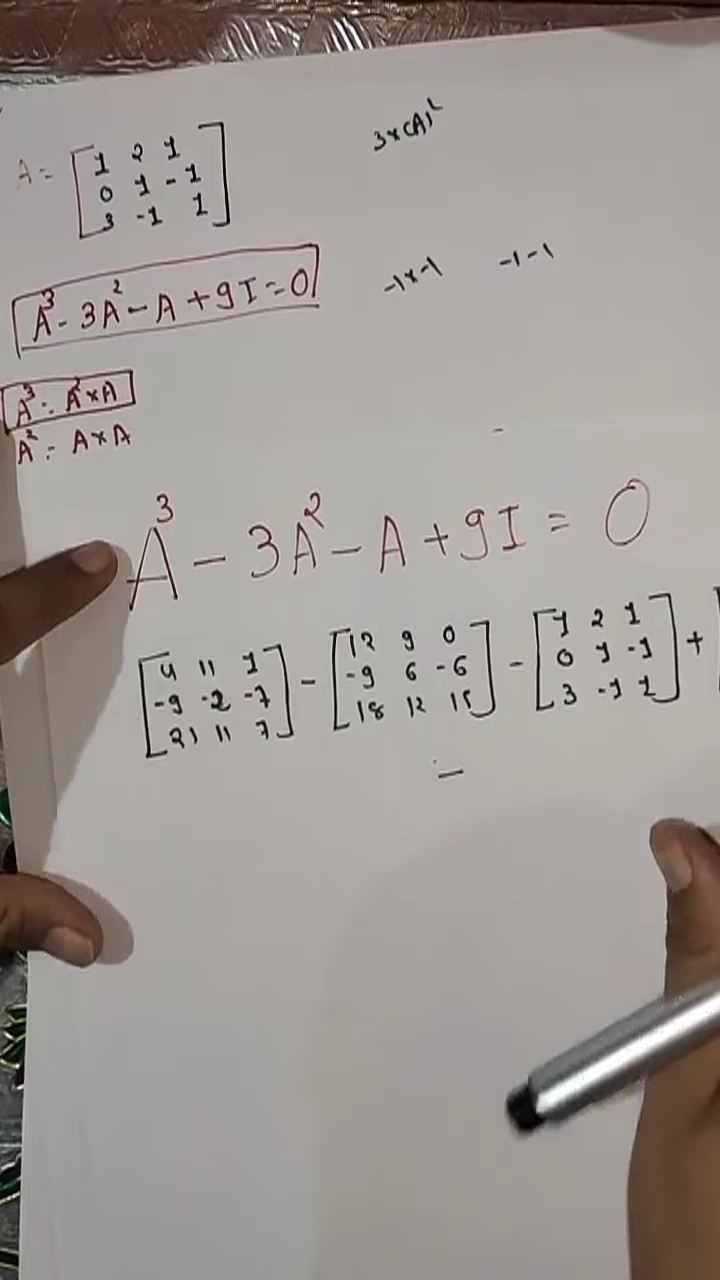 3×(A)²
A = [1 2 1
0 1 -1
3 -1 1]
A³ - 3A² - A + 9I = 0
-1×-1 -1-1
A³ = A²×A
A² = A×A
A³ - 3A² - A + 9I = 0
[4 11 1 [12 9 0 [1 2 1
-9 -2 -7] - -9 6 -6] - 0 1 -1] + [
21 11 7 18 12 15 3 -1 1